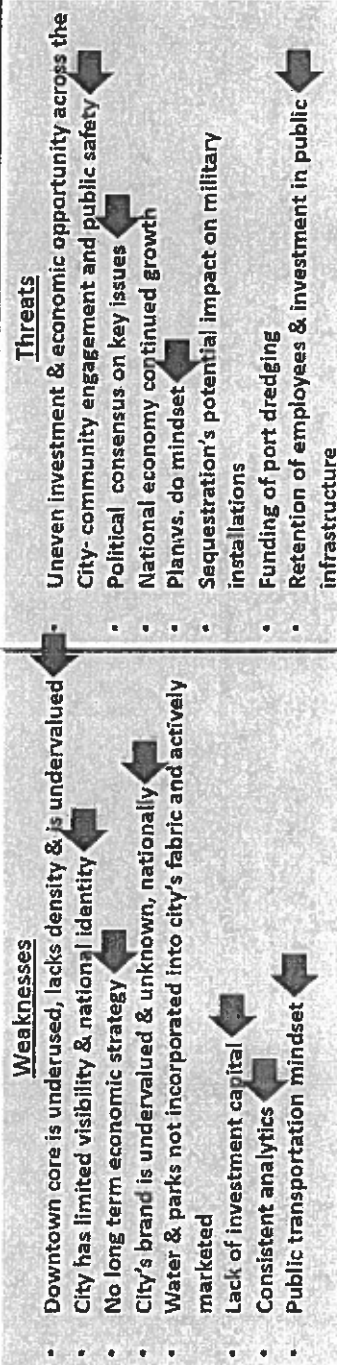 Weaknesses
• Downtown core is underused, lacks density & is undervalued
• City has limited visibility & national identity
• No long term economic strategy
• City's brand is undervalued & unknown, nationally
• Water & parks not incorporated into city's fabric and actively
marketed
• Lack of investment capital
• Consistent analytics
• Public transportation mindset
Threats
• Uneven investment & economic opportunity across the
City- community engagement and public safety
• Political consensus on key issues
• National economy continued growth
• Plan vs. do mindset
• Sequestration's potential impact on military
installations
• Funding of port dredging
• Retention of employees & investment in public
infrastructure